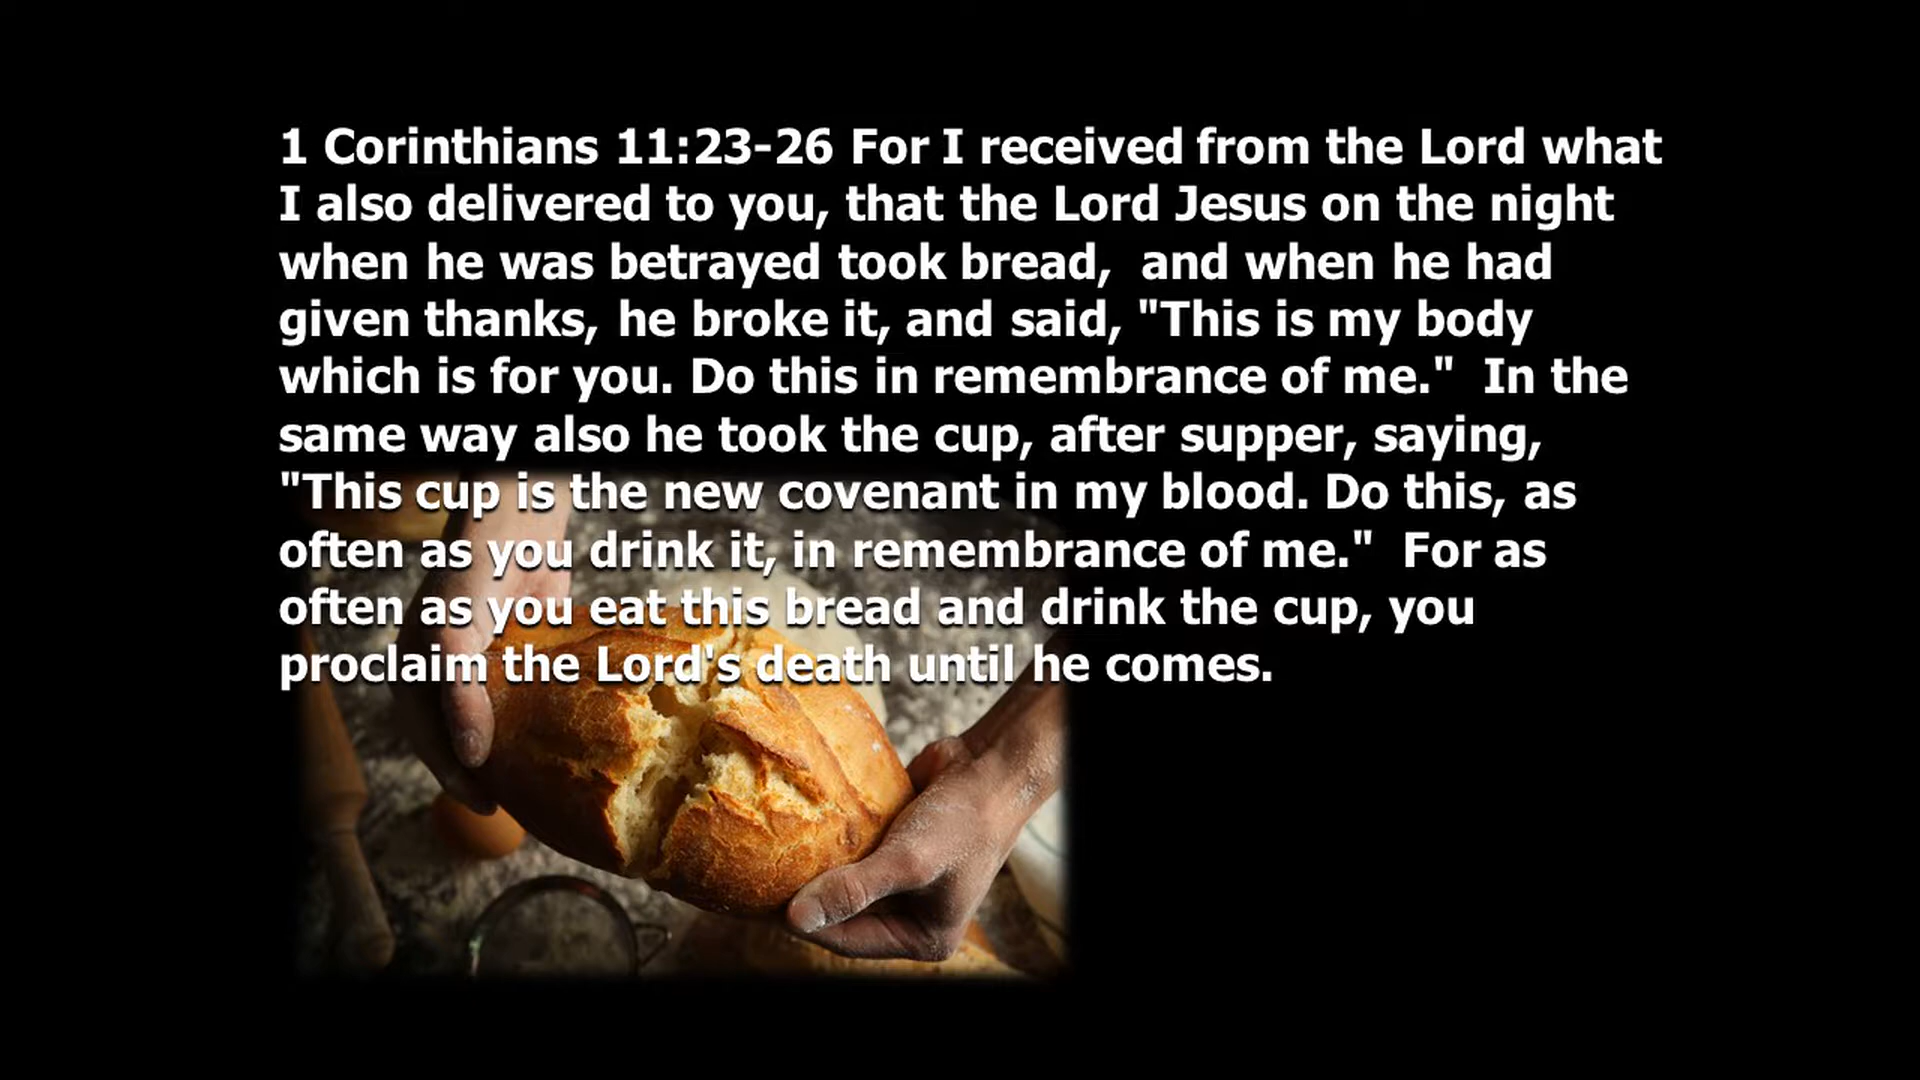 1 Corinthians 11:23-26 For I received from the Lord what
I also delivered to you, that the Lord Jesus on the night
when he was betrayed took bread,  and when he had
given thanks, he broke it, and said, "This is my body
which is for you. Do this in remembrance of me."  In the
same way also he took the cup, after supper, saying,
"This cup is the new covenant in my blood. Do this, as
often as you drink it, in remembrance of me."  For as
often as you eat this bread and drink the cup, you
proclaim the Lord's death until he comes.